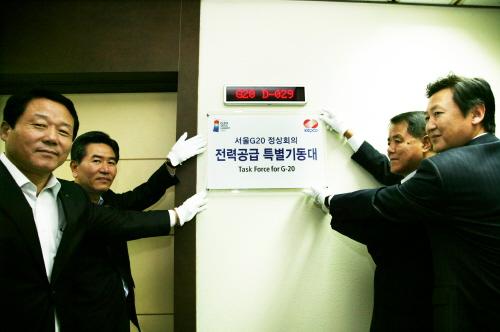 G20 D-029
G20
KEPCO
서울G20 정상회의
전력공급 특별기동대
Task Force for G-20